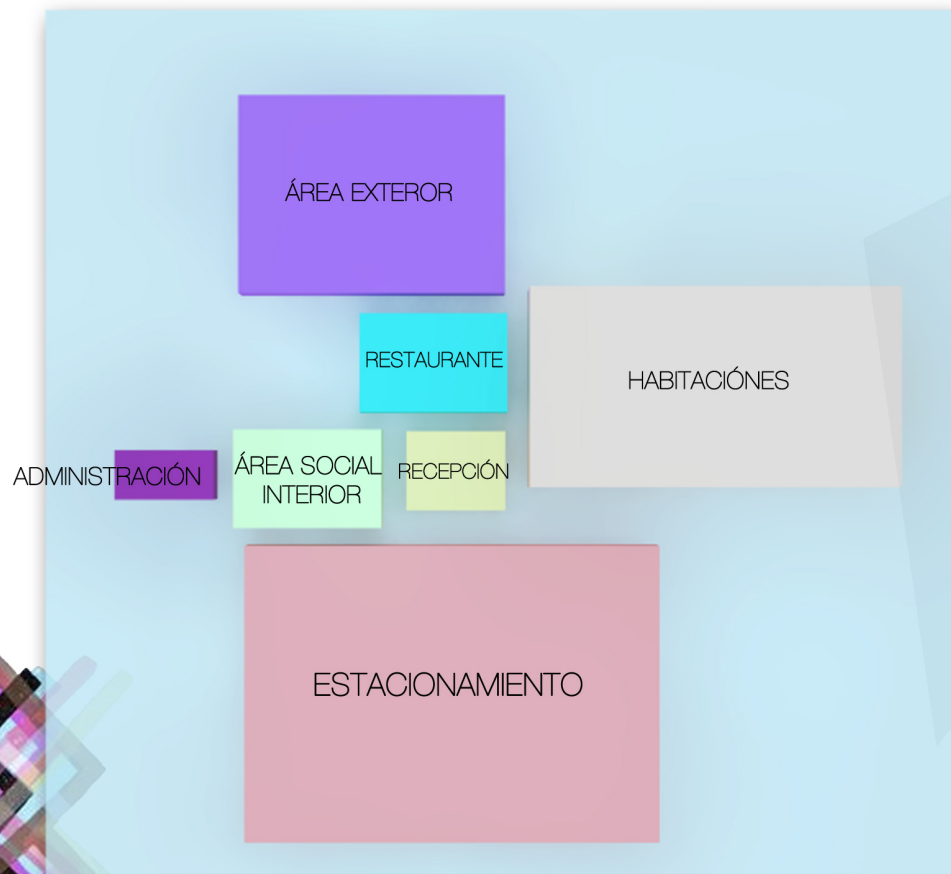 ÁREA EXTEROR
RESTAURANTE
HABITACIÓNES
ADMINISTRACIÓN
ÁREA SOCIAL
INTERIOR
RECEPCIÓN
ESTACIONAMIENTO